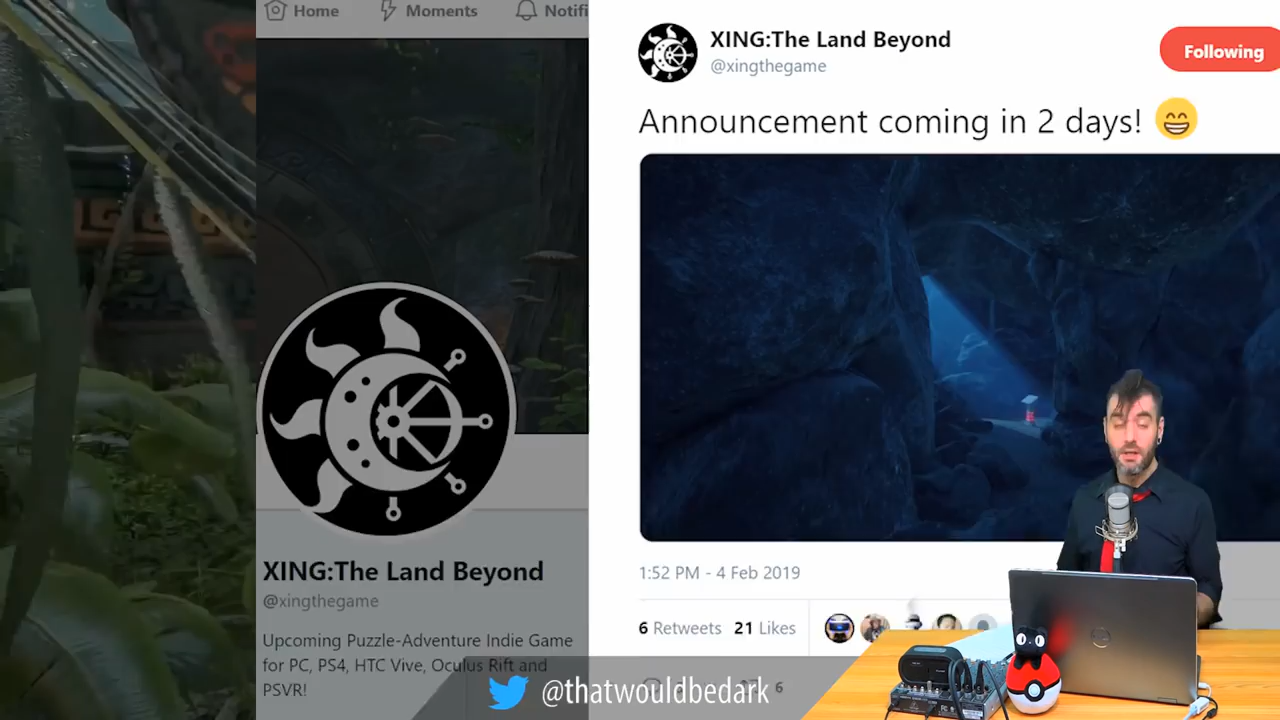 Home
Moments
Notifi
XING:The Land Beyond
@xingthegame
Following
Announcement coming in 2 days! 😁
XING:The Land Beyond
@xingthegame
Upcoming Puzzle-Adventure Indie Game
for PC, PS4, HTC Vive, Oculus Rift and
PSVR!
1:52 PM - 4 Feb 2019
6 Retweets 21 Likes
6
@thatwouldbedark